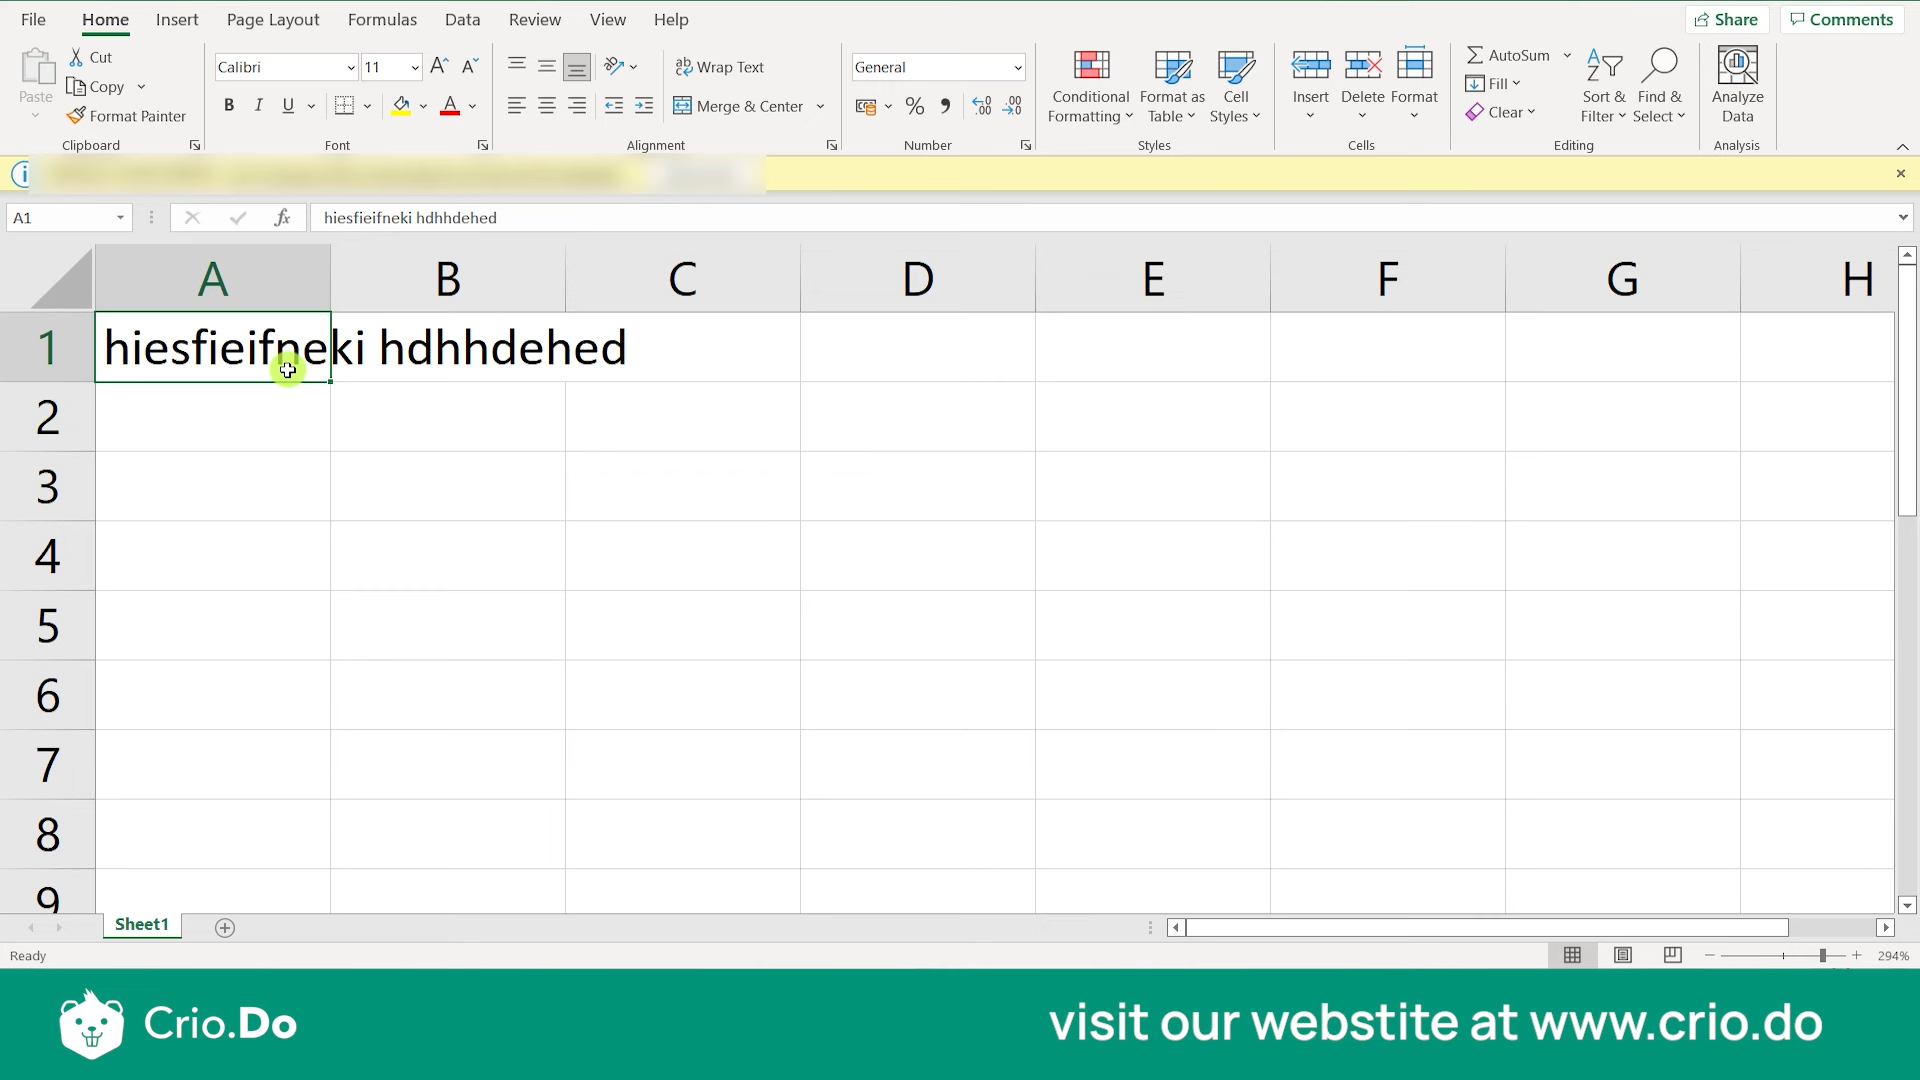 File Home Insert Page Layout Formulas Data Review View Help Share Comments
Paste Cut Copy Format Painter Clipboard
Calibri 11 B I U A Font
ab Wrap Text Merge & Center Alignment
General % Number
Conditional Formatting Format as Table Cell Styles Styles
Insert Delete Format Cells
AutoSum Fill Clear Sort & Filter Find & Select Editing
Analyze Data Analysis
A1 fx hiesfieifneki hdhhdehed
A B C D E F G H
1 hiesfieifneki hdhhdehed
2
3
4
5
6
7
8
9
Sheet1
Ready 294%
Crio.Do visit our webstite at www.crio.do